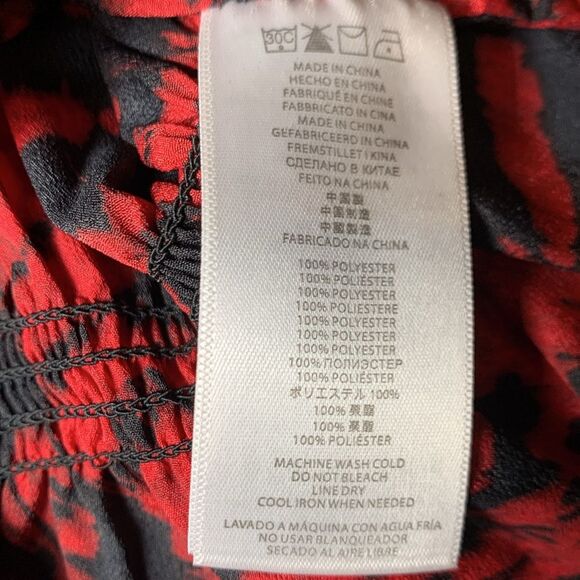 30C
MADE IN CHINA
HECHO EN CHINA
FABRIQUÉ EN CHINE
FABBRICATO IN CINA
MADE IN CHINA
GEFABRICEERD IN CHINA
FREMSTILLET I KINA
СДЕЛАНО В КИТАЕ
FEITO NA CHINA
中国製
中国制造
中國製造
FABRICADO NA CHINA
100% POLYESTER
100% POLIÉSTER
100% POLYESTER
100% POLIESTERE
100% POLYESTER
100% POLYESTER
100% POLYESTER
100% ПОЛИЭСТЕР
100% POLIÉSTER
ポリエステル 100%
100% 聚酯
100% 聚酯
100% POLIÉSTER
MACHINE WASH COLD
DO NOT BLEACH
LINE DRY
COOL IRON WHEN NEEDED
LAVADO A MÁQUINA CON AGUA FRÍA
NO USAR BLANQUEADOR
SECADO AL AIRE LIBRE